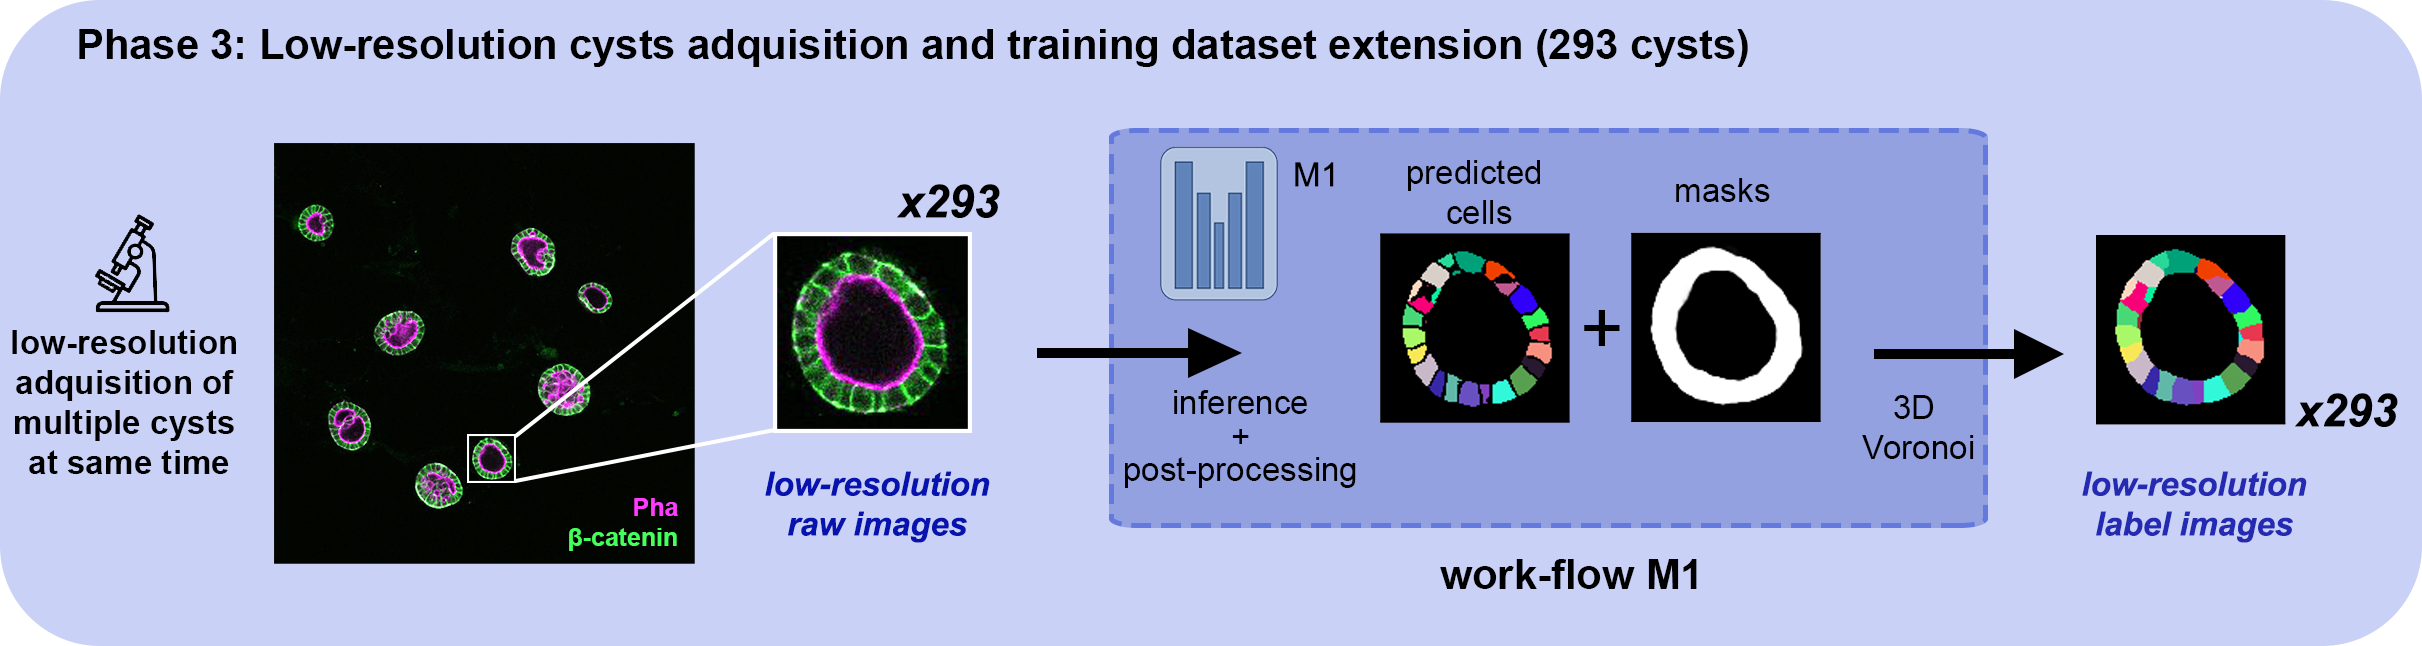 Phase 3: Low-resolution cysts adquisition and training dataset extension (293 cysts)
low-resolution
adquisition of
multiple cysts
at same time
Pha
β-catenin
x293
low-resolution
raw images
M1
inference
+
post-processing
predicted
cells
+
masks
3D
Voronoi
work-flow M1
x293
low-resolution
label images